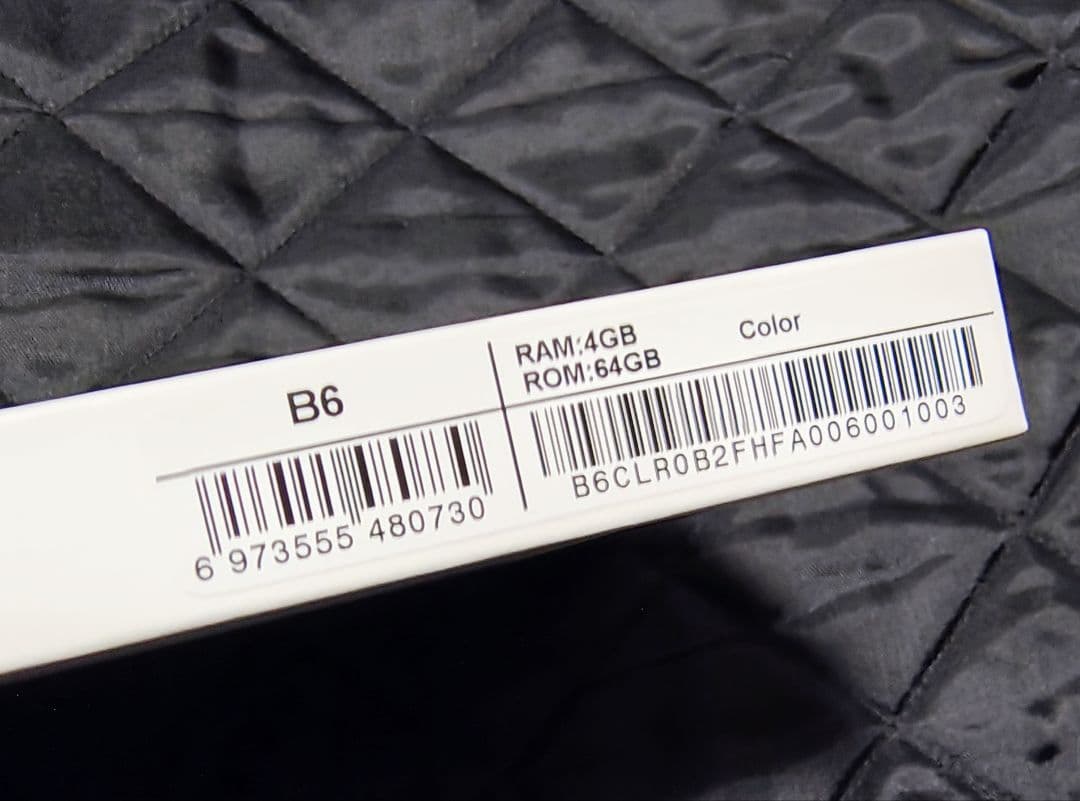 B6
RAM:4GB
ROM:64GB
Color
6 973555 480730
B6CLR0B2FHFA006001003